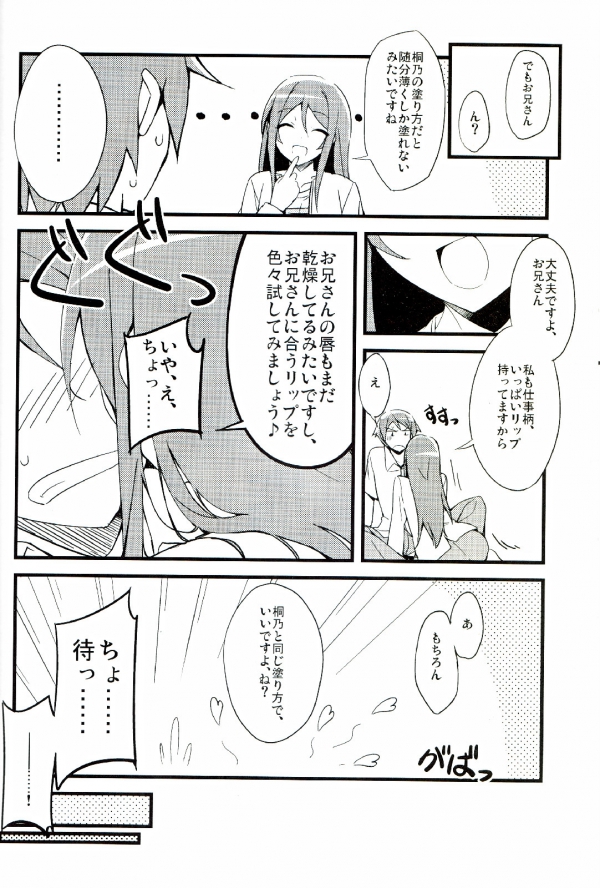 でもお兄さん
ん？
桐乃の塗り方だと
随分薄くしか塗れない
みたいですね
………
………
大丈夫ですよ、
お兄さん
私も仕事柄、
いっぱいリップ
持ってますから
え
すすっ
お兄さんの唇もまだ
乾燥してるみたいですし、
お兄さんに合うリップを
色々試してみましょう♪
いや、え、
ちょっ……
ぐいっ
あ
もちろん
桐乃と同じ塗り方で、
いいですよ、ね？
がばっ
ちょ……
待っ……
……！